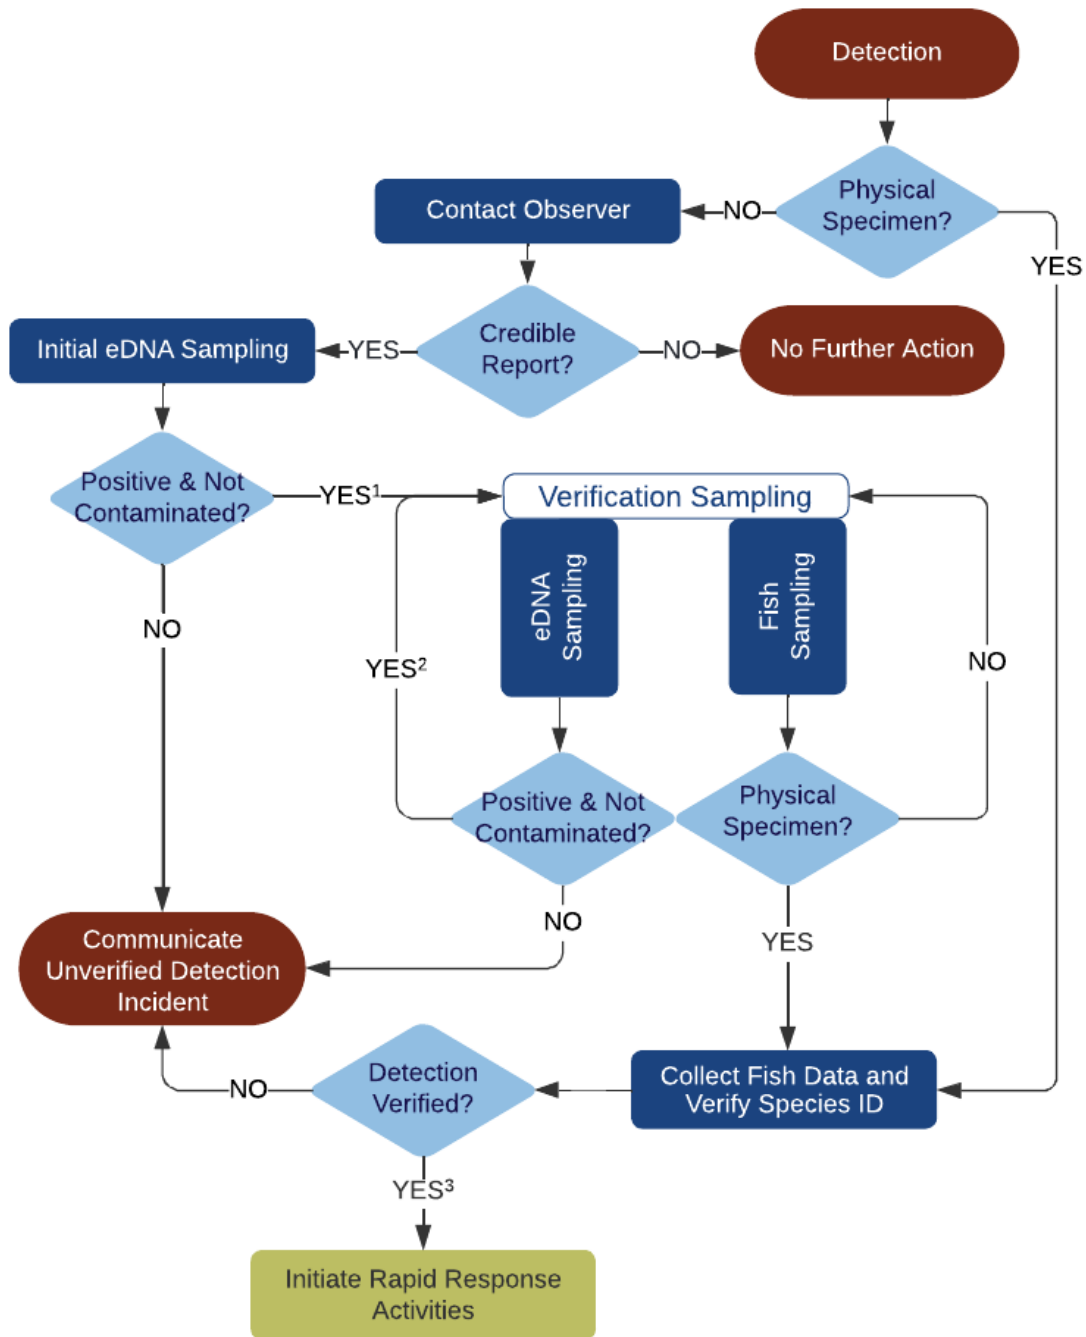 Detection
Physical
Specimen?
NO
Contact Observer
YES
Credible
Report?
YES
NO
Initial eDNA Sampling
No Further Action
Positive & Not
Contaminated?
YES¹
Verification Sampling
eDNA
Sampling
Fish
Sampling
NO
YES²
NO
Positive & Not
Contaminated?
Physical
Specimen?
NO
YES
Communicate
Unverified Detection
Incident
Collect Fish Data and
Verify Species ID
Detection
Verified?
NO
YES³
Initiate Rapid Response
Activities